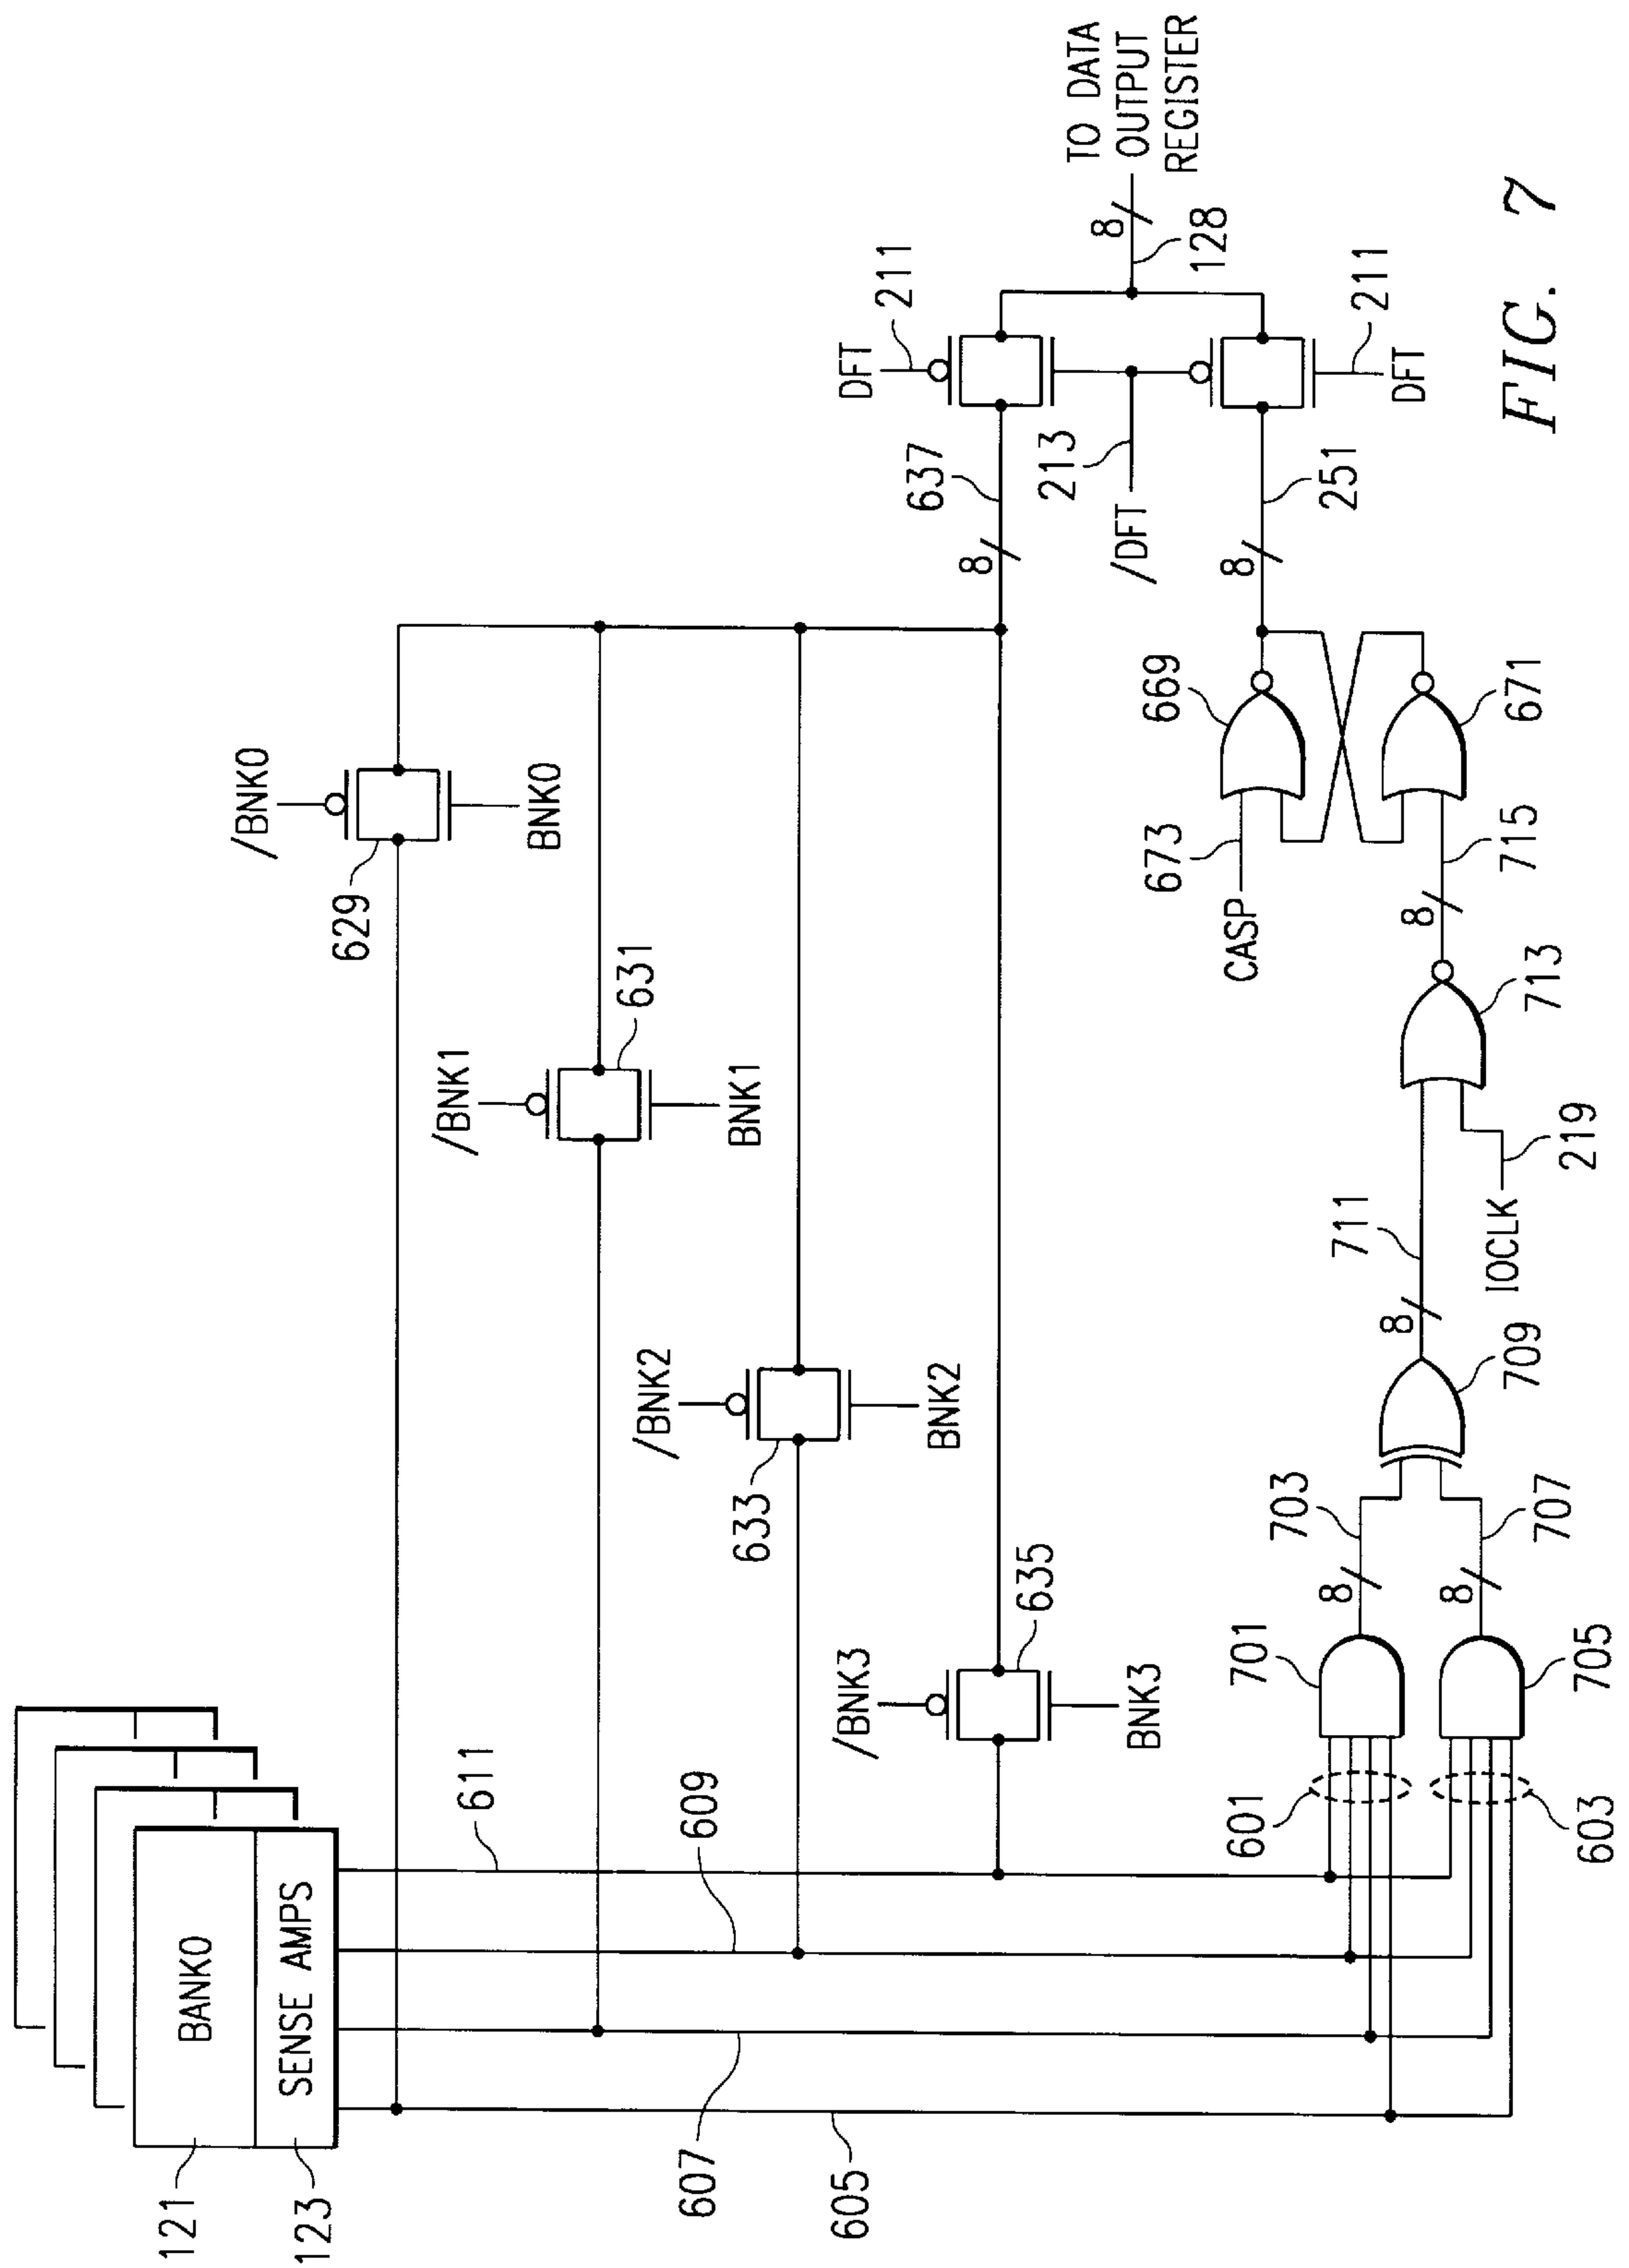 121
BANK0
123
SENSE AMPS
611
609
607
605
/BNK0
629
BNK0
/BNK1
631
BNK1
/BNK2
633
BNK2
/BNK3
635
BNK3
601
701
603
705
8
703
8
707
709
8
711
IOCLK
219
713
8
715
CASP
673
669
671
8
637
8
251
DFT
211
/DFT
213
DFT
211
8
128
TO DATA
OUTPUT
REGISTER
FIG. 7